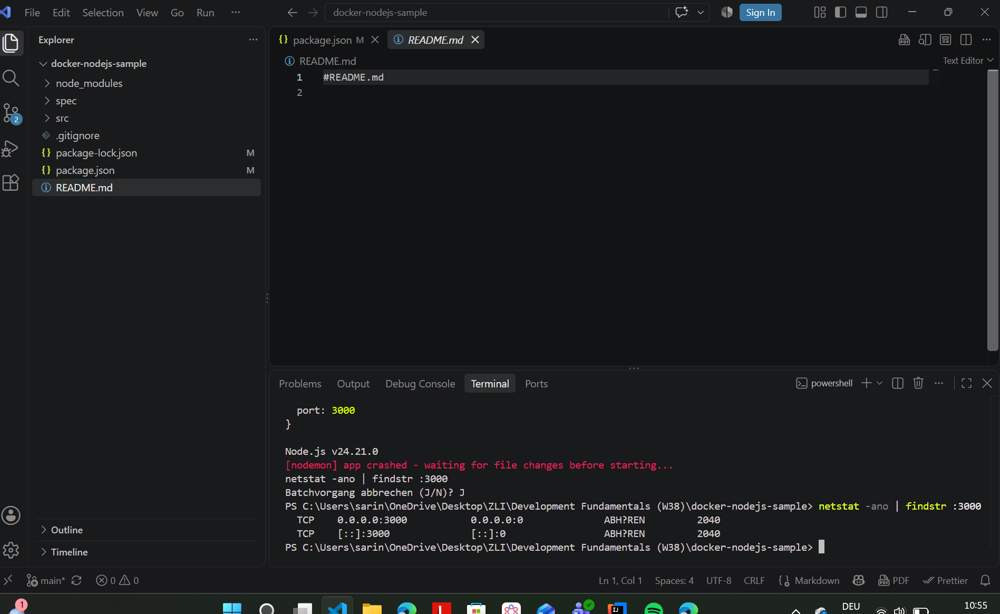 File Edit Selection View Go Run ···
docker-nodejs-sample
Sign In
Explorer
docker-nodejs-sample
node_modules
spec
src
.gitignore
package-lock.json M
package.json M
README.md
2
Outline
Timeline
package.json M
README.md
README.md
Text Editor
1 #README.md
2
Problems Output Debug Console Terminal Ports
powershell
port: 3000
}
Node.js v24.21.0
[nodemon] app crashed - waiting for file changes before starting...
netstat -ano | findstr :3000
Batchvorgang abbrechen (J/N)? J
PS C:\Users\sarin\OneDrive\Desktop\ZLI\Development Fundamentals (W38)\docker-nodejs-sample> netstat -ano | findstr :3000
TCP 0.0.0.0:3000 0.0.0.0:0 ABH?REN 2040
TCP [::]:3000 [::]:0 ABH?REN 2040
PS C:\Users\sarin\OneDrive\Desktop\ZLI\Development Fundamentals (W38)\docker-nodejs-sample>
main* 0 0
Ln 1, Col 1 Spaces: 4 UTF-8 CRLF Markdown PDF Prettier
1
DEU
10:55